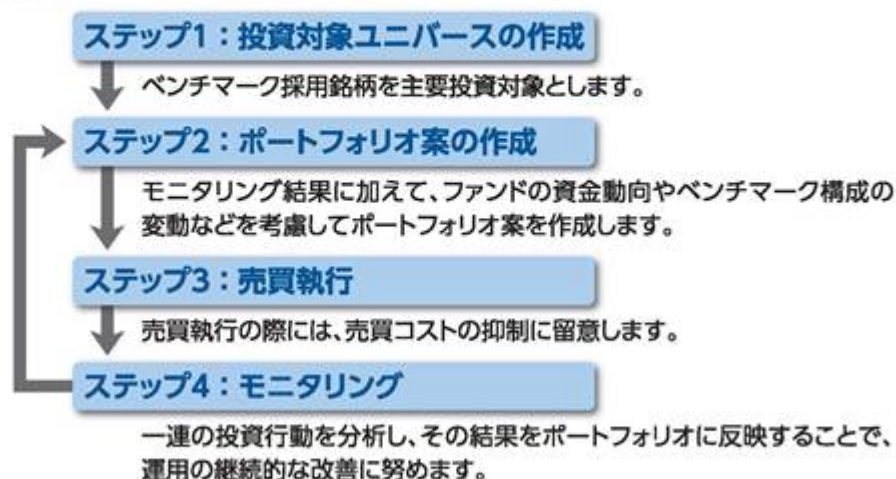 ステップ1：投資対象ユニバースの作成
ベンチマーク採用銘柄を主要投資対象とします。
ステップ2：ポートフォリオ案の作成
モニタリング結果に加えて、ファンドの資金動向やベンチマーク構成の
変動などを考慮してポートフォリオ案を作成します。
ステップ3：売買執行
売買執行の際には、売買コストの抑制に留意します。
ステップ4：モニタリング
一連の投資行動を分析し、その結果をポートフォリオに反映することで、
運用の継続的な改善に努めます。